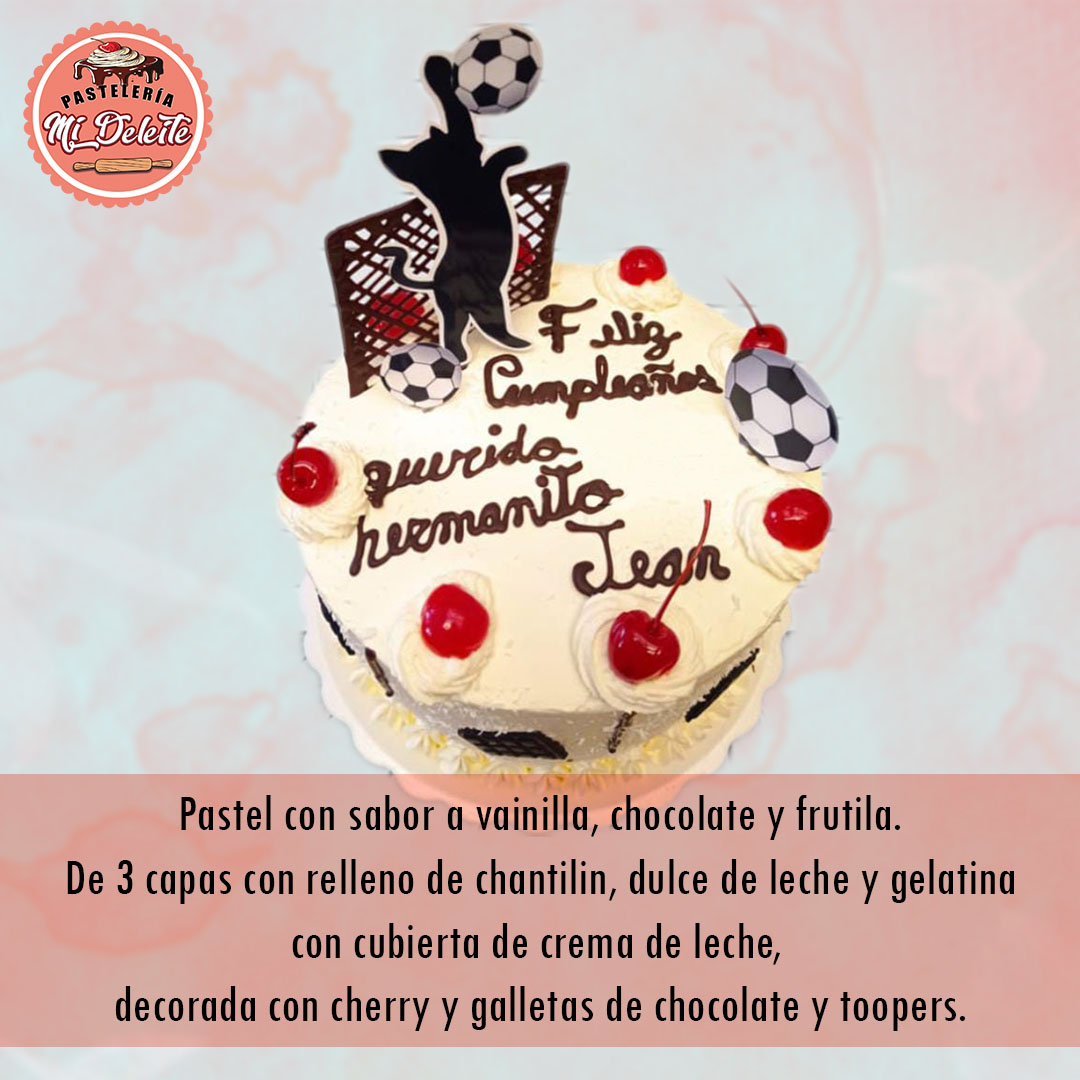 PASTELERÍA
Mi Deleite
Feliz
Cumpleaños
querido
hermanito
Jean
Pastel con sabor a vainilla, chocolate y frutila.
De 3 capas con relleno de chantilin, dulce de leche y gelatina
con cubierta de crema de leche,
decorada con cherry y galletas de chocolate y toopers.